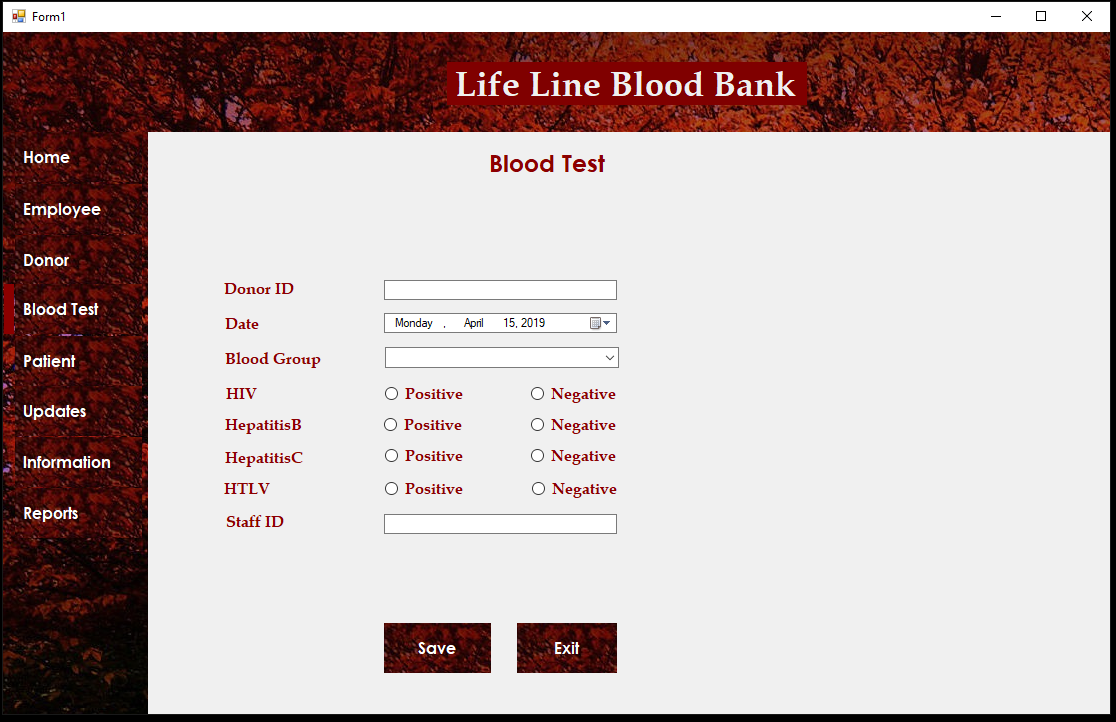 Form1
Life Line Blood Bank
Home
Employee
Donor
Blood Test
Patient
Updates
Information
Reports
Blood Test
Donor ID
Date Monday , April 15, 2019
Blood Group
HIV Positive Negative
HepatitisB Positive Negative
HepatitisC Positive Negative
HTLV Positive Negative
Staff ID
Save Exit